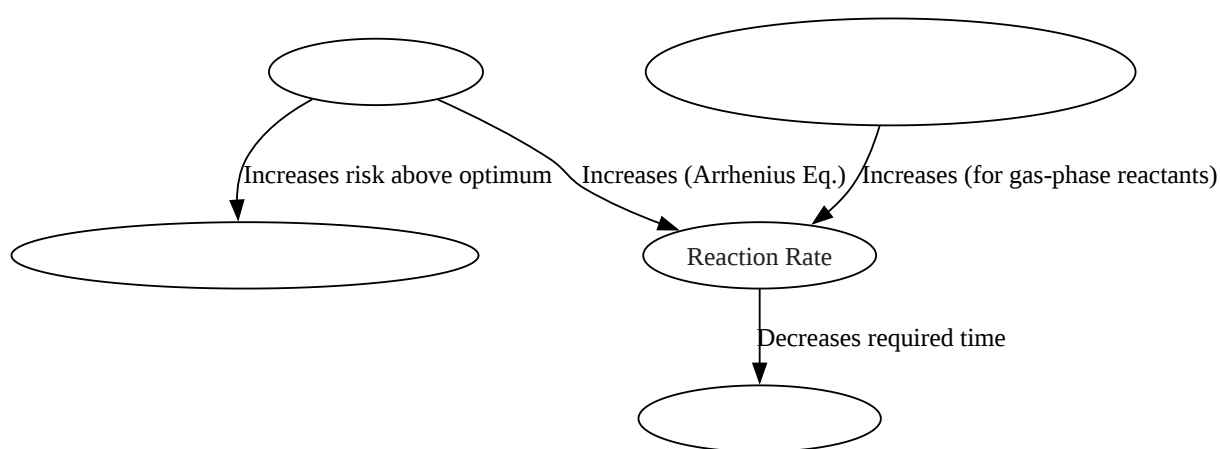 Increases risk above optimum
Increases (Arrhenius Eq.)
Increases (for gas-phase reactants)
Reaction Rate
Decreases required time